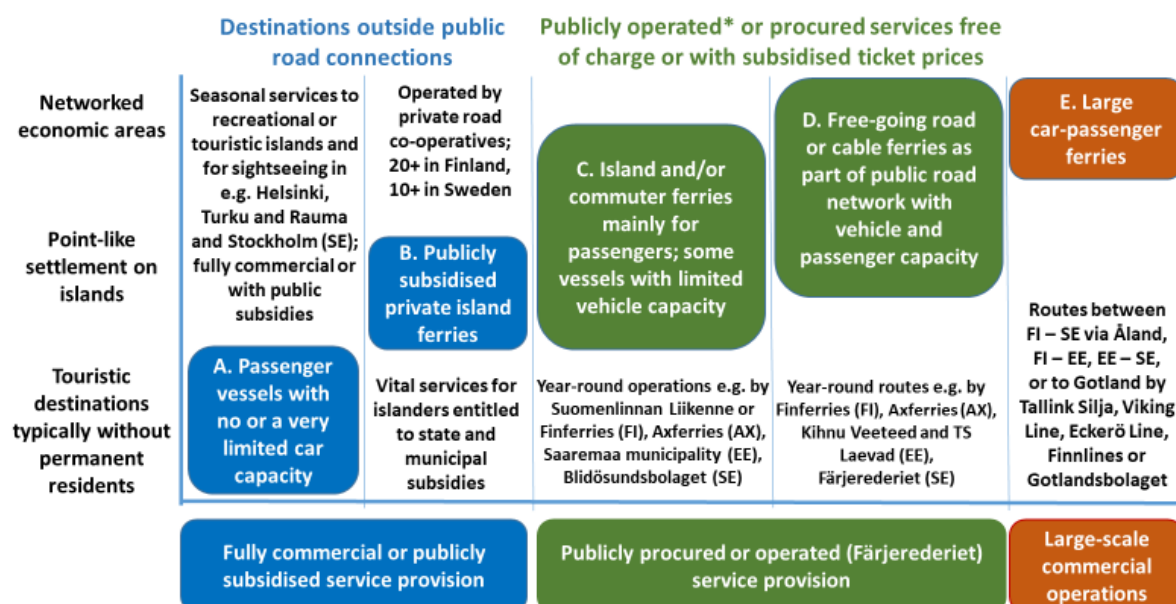 Destinations outside public
road connections
Publicly operated* or procured services free
of charge or with subsidised ticket prices
Networked
economic areas
Point-like
settlement on
islands
Touristic
destinations
typically without
permanent
residents
Seasonal services to
recreational or
touristic islands and
for sightseeing in
e.g. Helsinki,
Turku and Rauma
and Stockholm (SE);
fully commercial or
with public
subsidies
A. Passenger
vessels with
no or a very
limited car
capacity
Operated by
private road
co-operatives;
20+ in Finland,
10+ in Sweden
B. Publicly
subsidised
private island
ferries
Vital services for
islanders entitled
to state and
municipal
subsidies
C. Island and/or
commuter ferries
mainly for
passengers; some
vessels with limited
vehicle capacity
Year-round operations e.g. by
Suomenlinnan Liikenne or
Finferries (FI), Axferries (AX),
Saaremaa municipality (EE),
Blidösundsbolaget (SE)
D. Free-going road
or cable ferries as
part of public road
network with
vehicle and
passenger capacity
Year-round routes e.g. by
Finferries (FI), Axferries (AX),
Kihnu Veeteed and TS
Laevad (EE),
Färjerederiet (SE)
E. Large
car-passenger
ferries
Routes between
FI – SE via Åland,
FI – EE, EE – SE,
or to Gotland by
Tallink Silja, Viking
Line, Eckerö Line,
Finnlines or
Gotlandsbolaget
Fully commercial or publicly
subsidised service provision
Publicly procured or operated (Färjerederiet)
service provision
Large-scale
commercial
operations